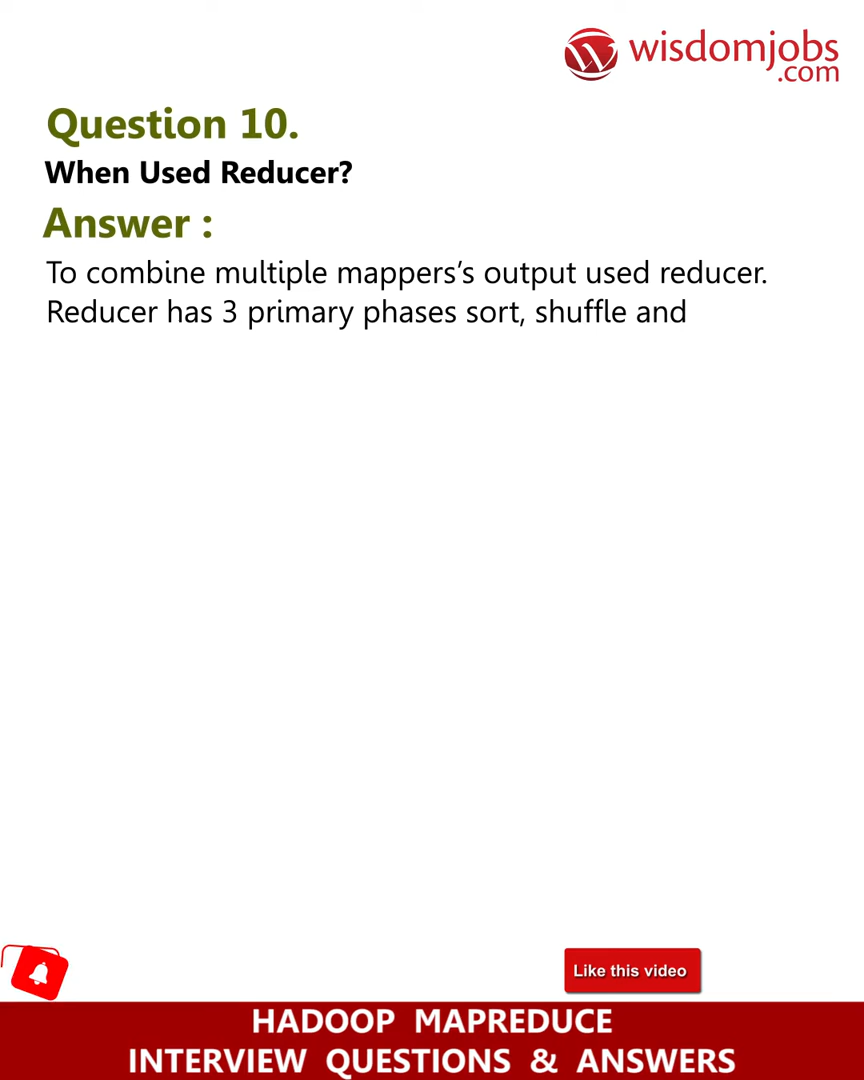 wisdomjobs
.com
Question 10.
When Used Reducer?
Answer :
To combine multiple mappers’s output used reducer.
Reducer has 3 primary phases sort, shuffle and
Like this video
HADOOP MAPREDUCE
INTERVIEW QUESTIONS & ANSWERS